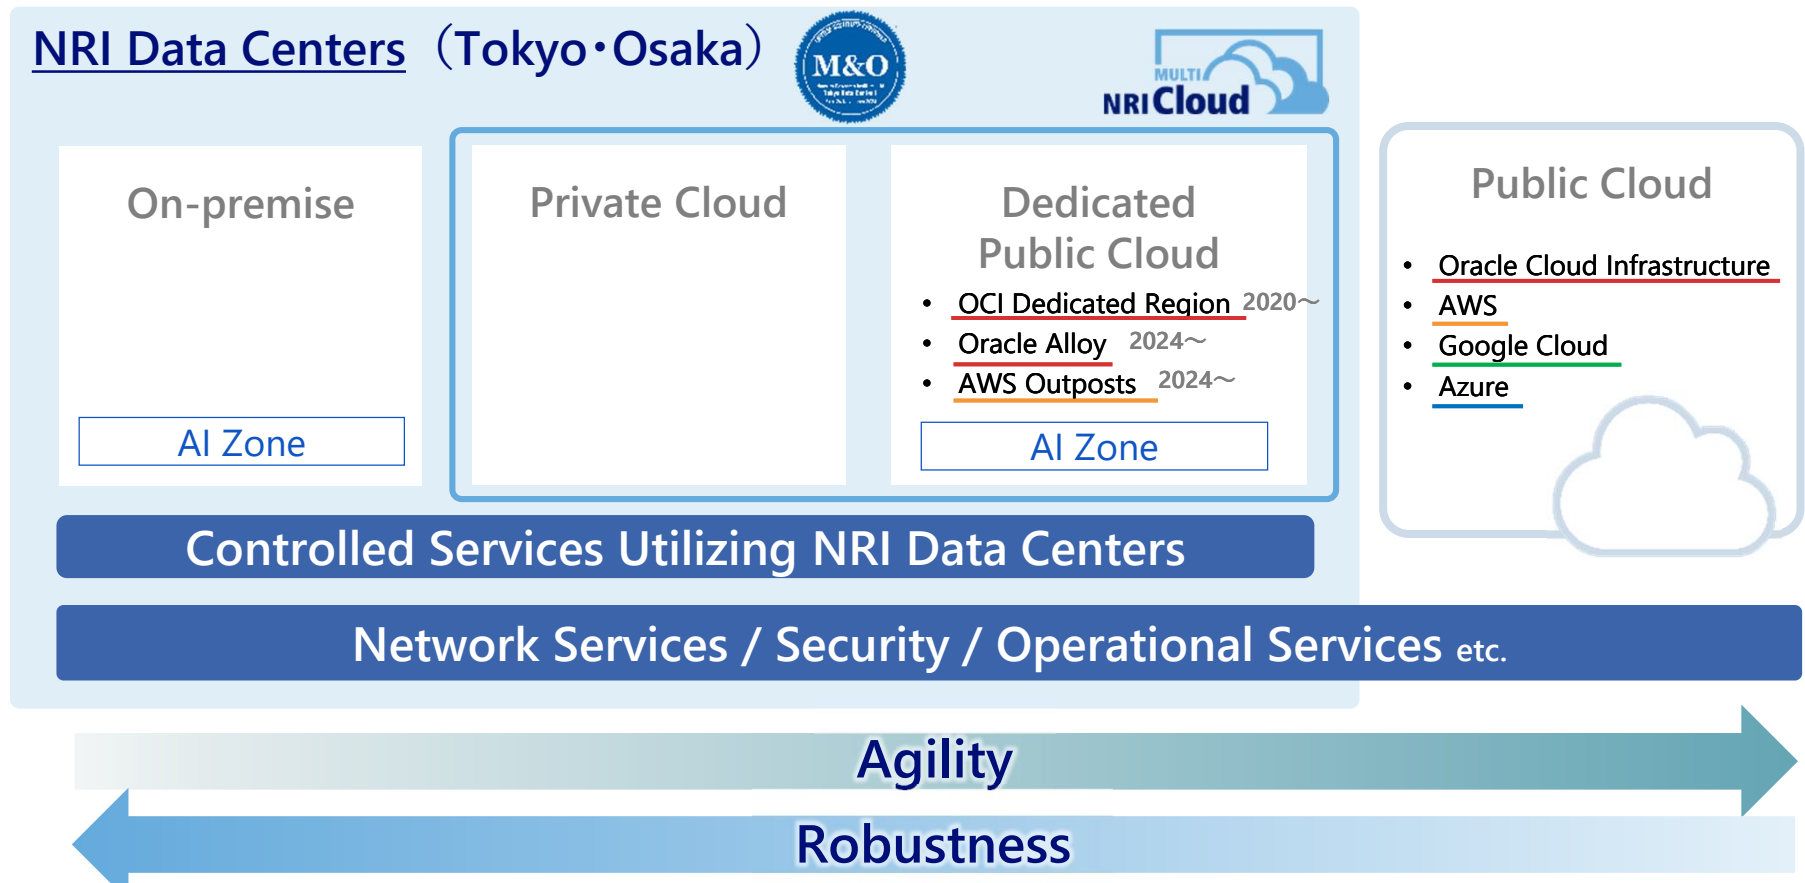 NRI Data Centers（Tokyo･Osaka）
M&O
MULTI
NRI Cloud
On-premise
AI Zone
Private Cloud
Dedicated
Public Cloud
• OCI Dedicated Region 2020～
• Oracle Alloy 2024～
• AWS Outposts 2024～
AI Zone
Public Cloud
• Oracle Cloud Infrastructure
• AWS
• Google Cloud
• Azure
Controlled Services Utilizing NRI Data Centers
Network Services / Security / Operational Services etc.
Agility
Robustness